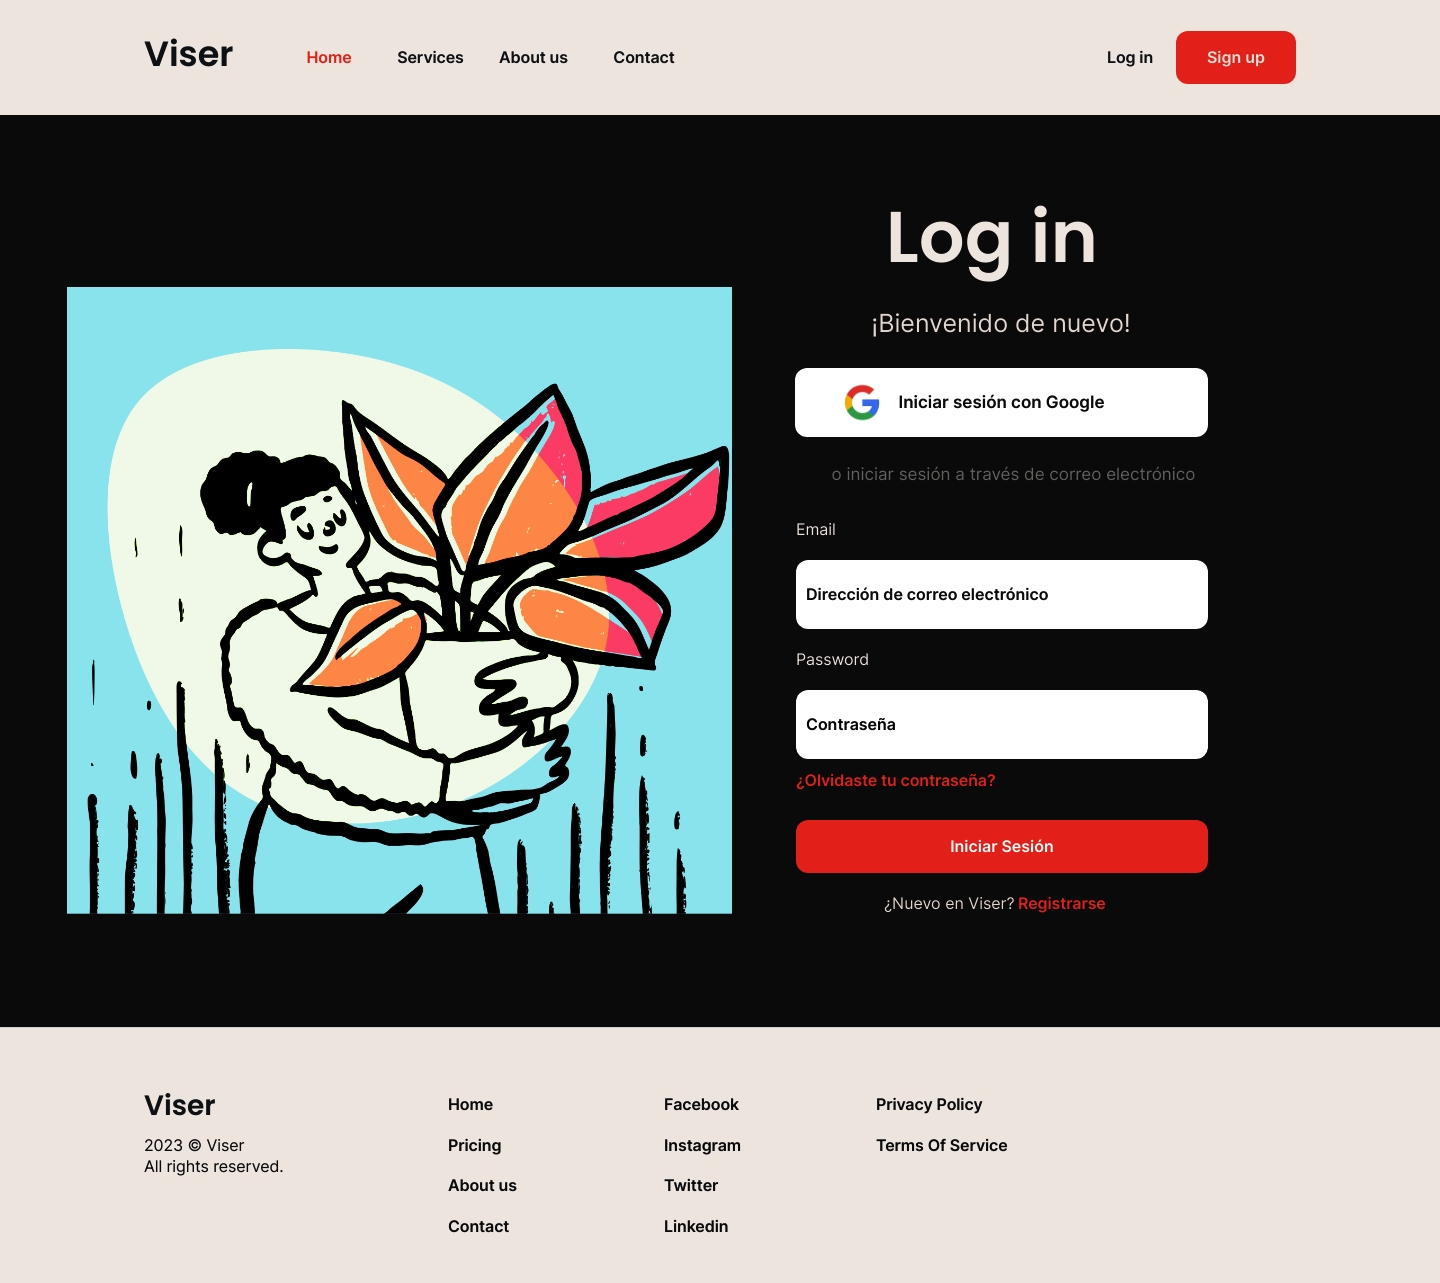 Viser
Home
Services
About us
Contact
Log in
Sign up
Log in
¡Bienvenido de nuevo!
Iniciar sesión con Google
o iniciar sesión a través de correo electrónico
Email
Dirección de correo electrónico
Password
Contraseña
¿Olvidaste tu contraseña?
Iniciar Sesión
¿Nuevo en Viser? Registrarse
Viser
2023 © Viser
All rights reserved.
Home
Pricing
About us
Contact
Facebook
Instagram
Twitter
Linkedin
Privacy Policy
Terms Of Service